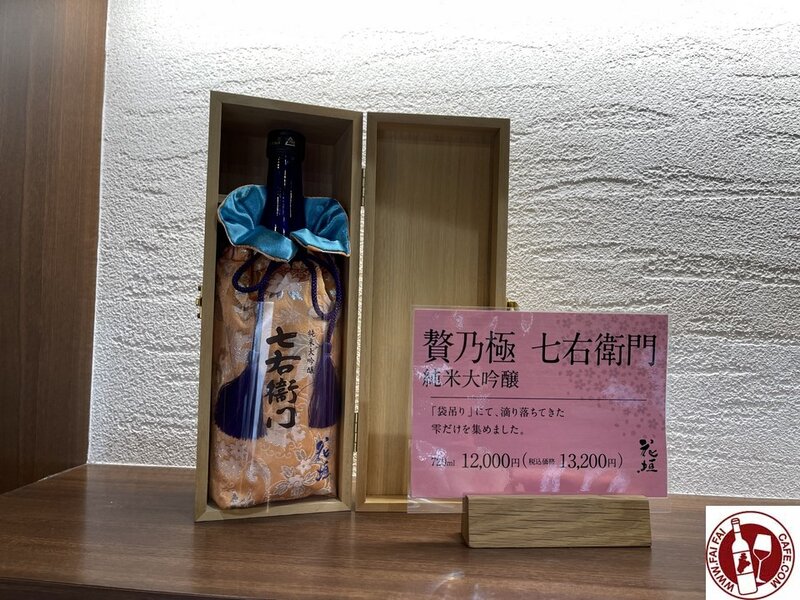 純米大吟醸
七右衛门
花垣
贅乃極 七右衛門
純米大吟醸
「袋吊り」にて、滴り落ちてきた
雫だけを集めました。
720ml 12,000円(税込価格 13,200円)
花垣
WWW.FAI FAI CAFE.COM